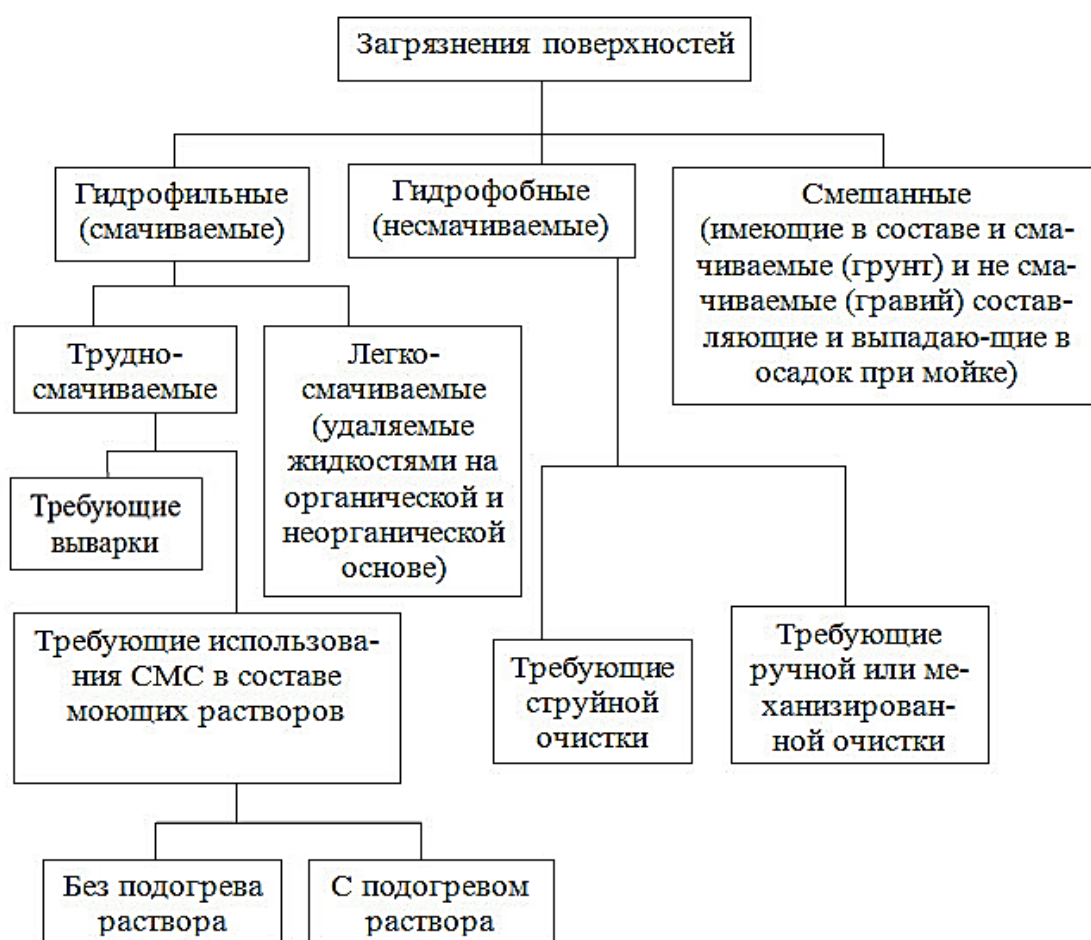 Загрязнения поверхностей
Гидрофильные
(смачиваемые)
Гидрофобные
(несмачиваемые)
Смешанные
(имеющие в составе и сма-
чиваемые (грунт) и не сма-
чиваемые (гравий) состав-
ляющие и выпадаю-щие в
осадок при мойке)
Трудно-
смачиваемые
Легко-
смачиваемые
(удаляемые
жидкостями на
органической и
неорганической
основе)
Требующие
выварки
Требующие использова-
ния СМС в составе
моющих растворов
Требующие
струйной
очистки
Требующие
ручной или ме-
ханизирован-
ной очистки
Без подогрева
раствора
С подогревом
раствора